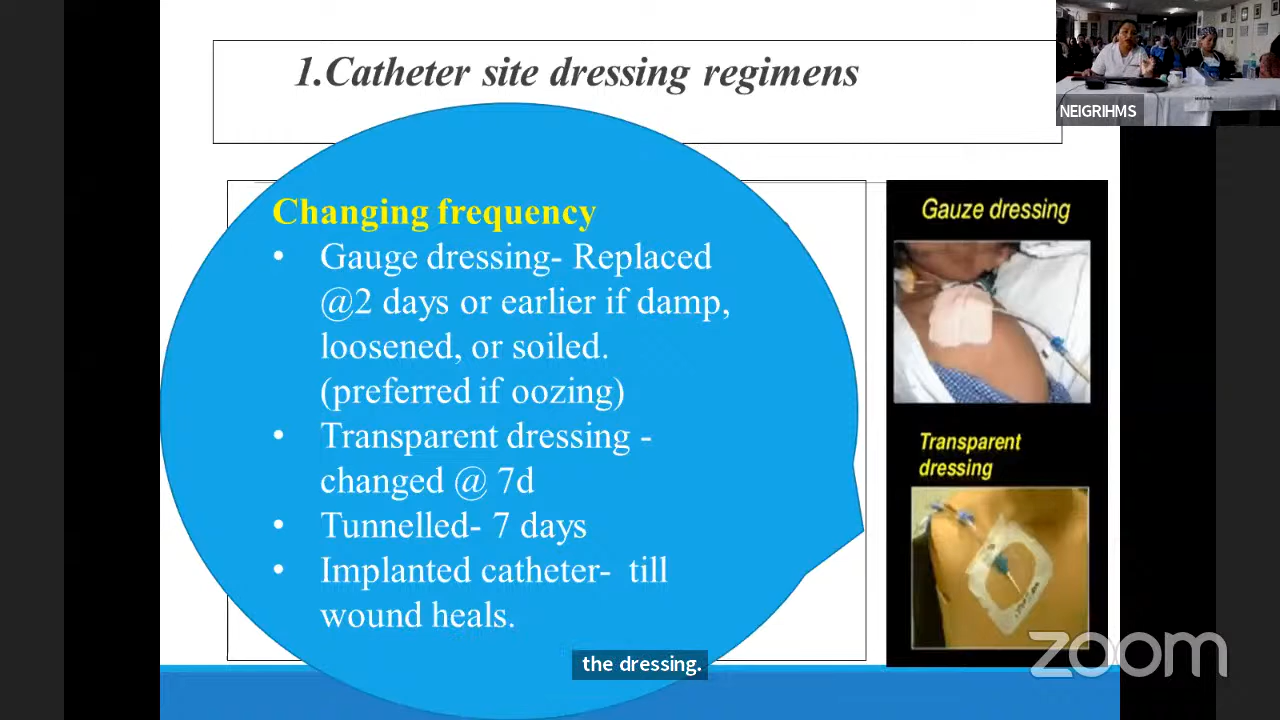 1.Catheter site dressing regimens
NEIGRIHMS
Changing frequency
• Gauge dressing- Replaced
@2 days or earlier if damp,
loosened, or soiled.
(preferred if oozing)
• Transparent dressing -
changed @ 7d
• Tunnelled- 7 days
• Implanted catheter- till
wound heals.
Gauze dressing
Transparent
dressing
the dressing.
zoom